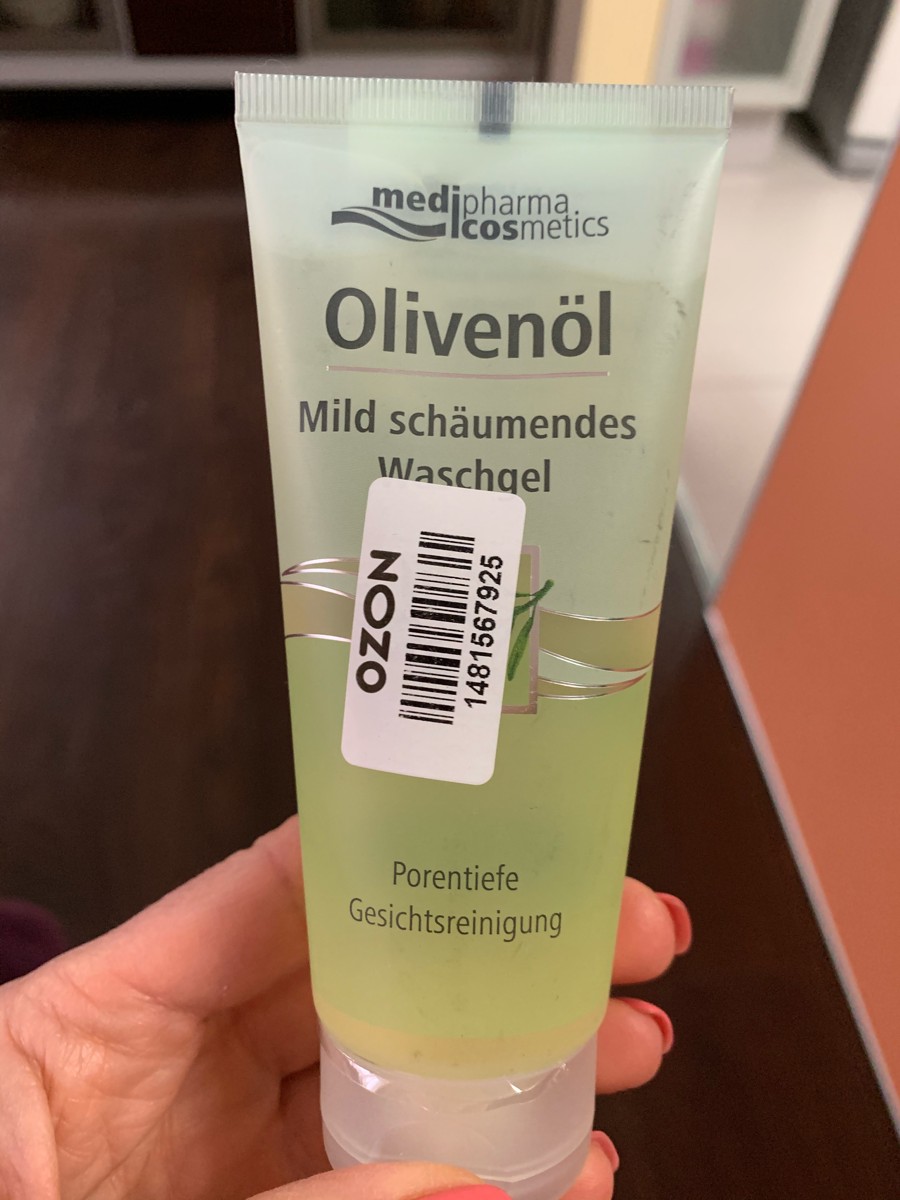 medipharma
cosmetics
Olivenöl
Mild schäumendes
Waschgel
OZON
1481567925
Porentiefe
Gesichtsreinigung